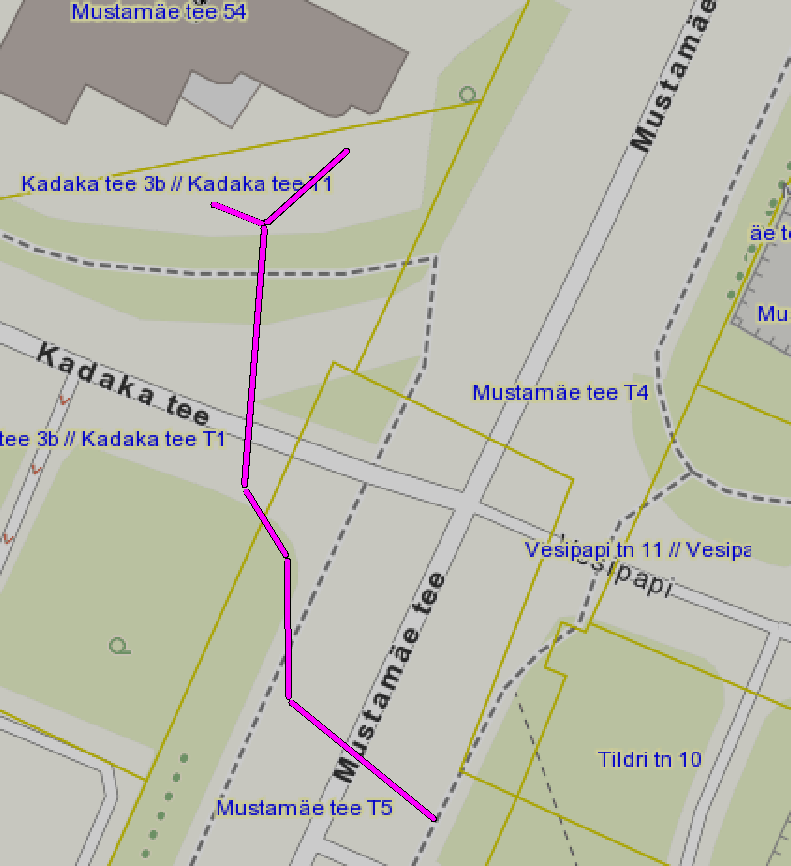 Mustamäe tee 54
Mustamäe
Kadaka tee 3b // Kadaka tee T1
äe t
Mu
Kadaka tee
Mustamäe tee T4
tee 3b // Kadaka tee T1
Vesipapi tn 11 // Vesipa
Vesipapi
Mustamäe tee
Tildri tn 10
Mustamäe tee T5